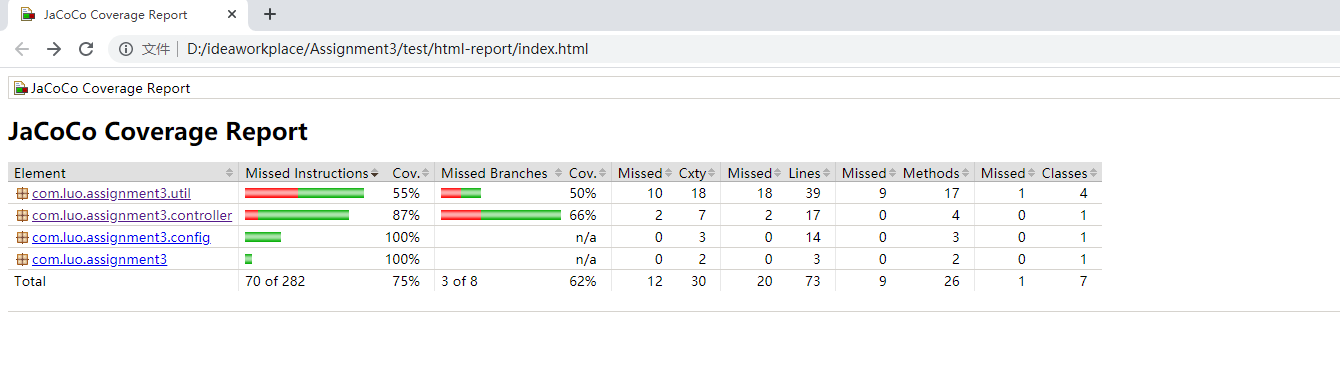 JaCoCo Coverage Report
文件 D:/ideaworkplace/Assignment3/test/html-report/index.html
JaCoCo Coverage Report
JaCoCo Coverage Report
Element Missed Instructions Cov. Missed Branches Cov. Missed Cxty Missed Lines Missed Methods Missed Classes
com.luo.assignment3.util 55% 50% 10 18 18 39 9 17 1 4
com.luo.assignment3.controller 87% 66% 2 7 2 17 0 4 0 1
com.luo.assignment3.config 100% n/a 0 3 0 14 0 3 0 1
com.luo.assignment3 100% n/a 0 2 0 3 0 2 0 1
Total 70 of 282 75% 3 of 8 62% 12 30 20 73 9 26 1 7